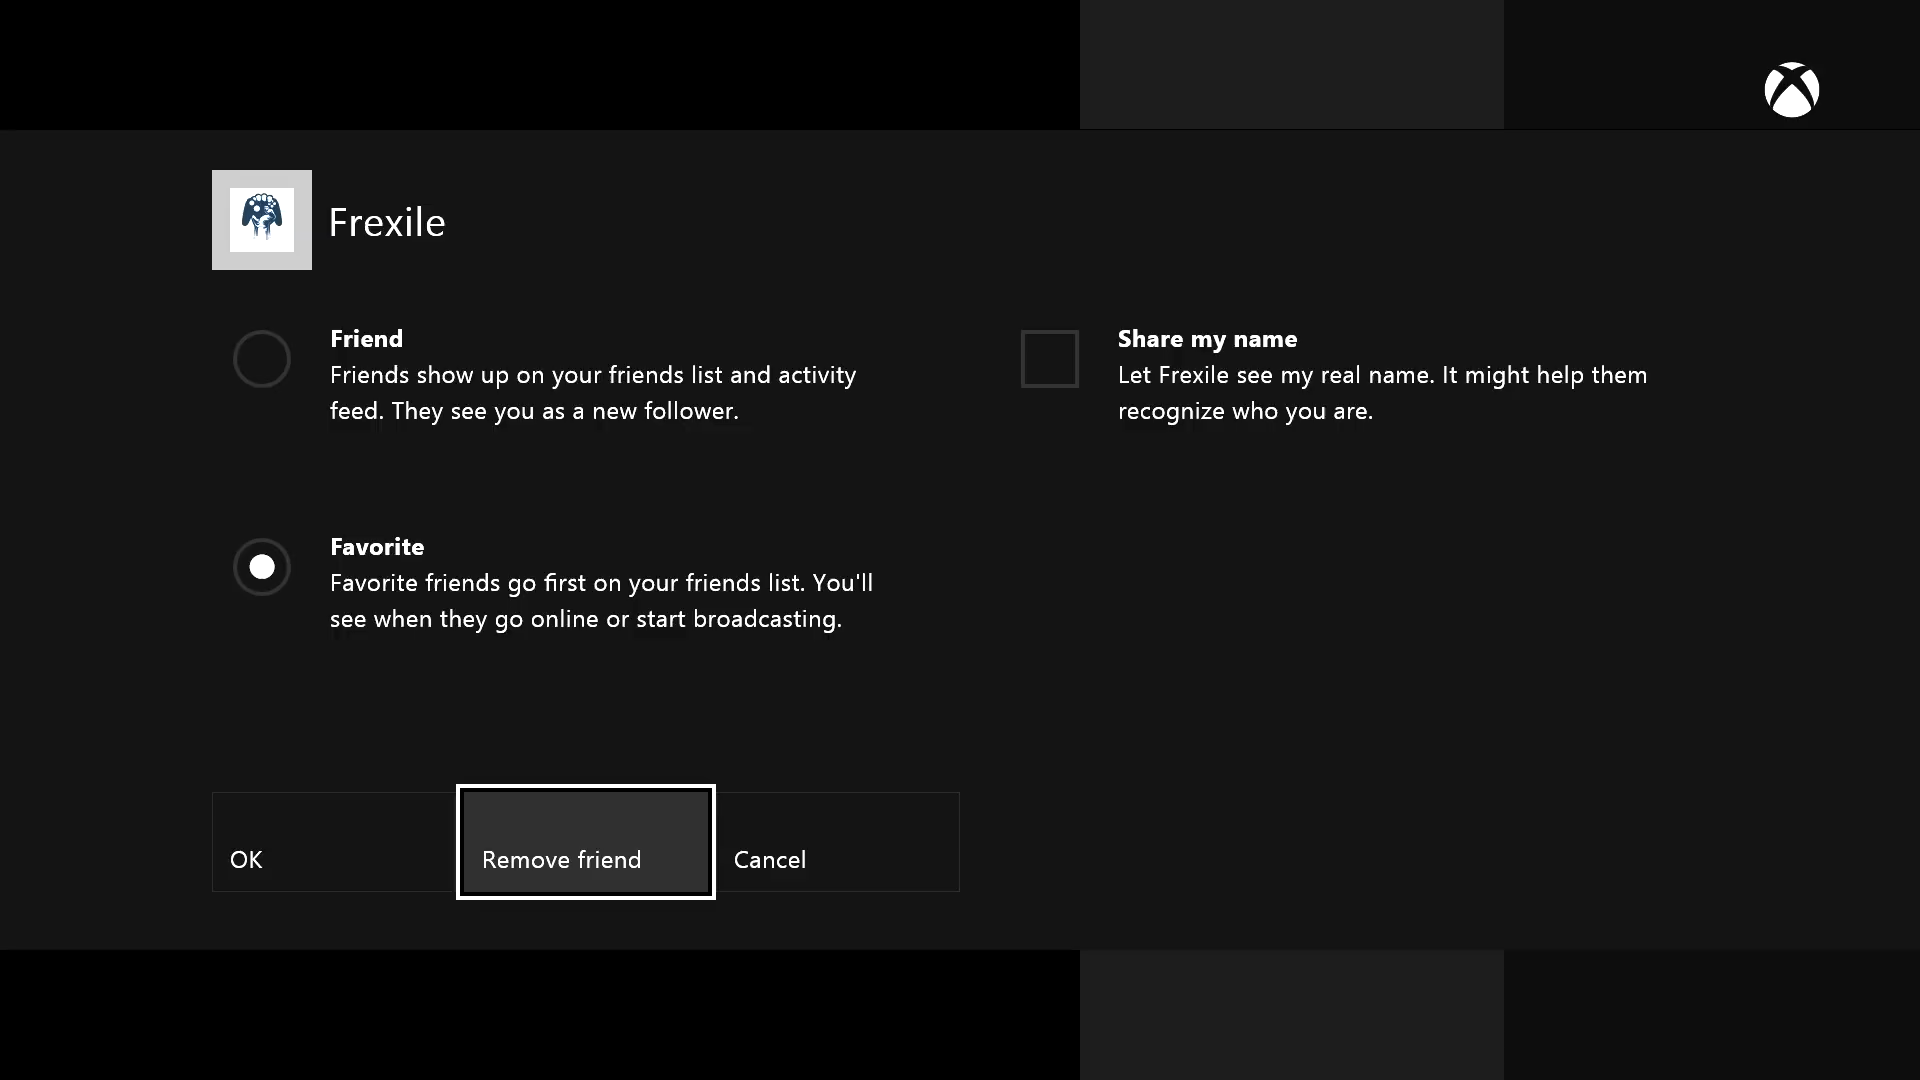 Frexile
Friend
Friends show up on your friends list and activity
feed. They see you as a new follower.
Share my name
Let Frexile see my real name. It might help them
recognize who you are.
Favorite
Favorite friends go first on your friends list. You'll
see when they go online or start broadcasting.
OK
Remove friend
Cancel